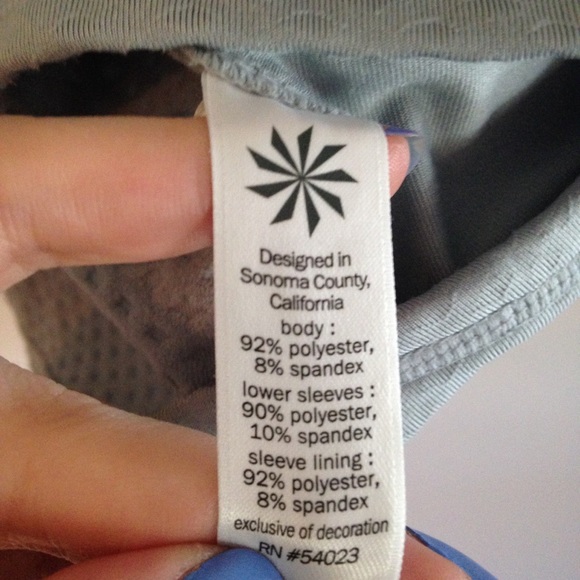 Designed in
Sonoma County,
California
body :
92% polyester,
8% spandex
lower sleeves :
90% polyester,
10% spandex
sleeve lining :
92% polyester,
8% spandex
exclusive of decoration
RN #54023